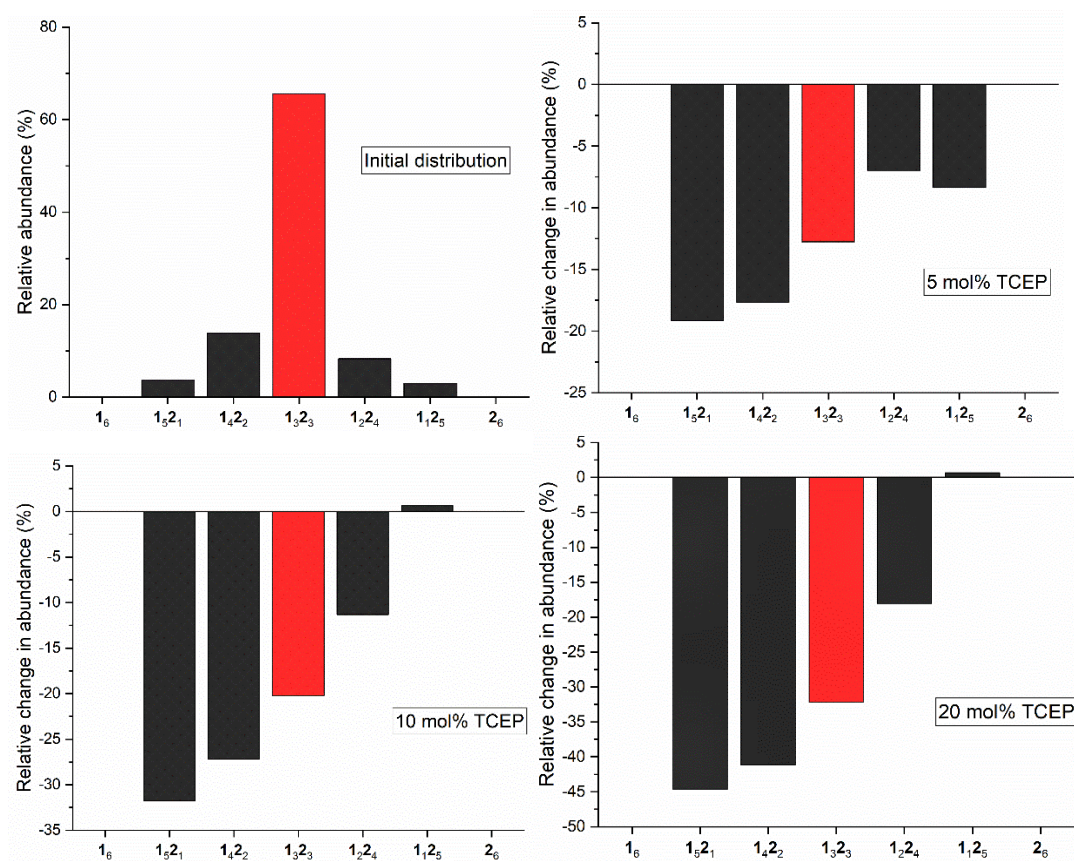 Relative abundance (%)
80
60
40
20
0
Initial distribution
1₆ 1₅2₁ 1₄2₂ 1₃2₃ 1₂2₄ 1₁2₅ 2₆
Relative change in abundance (%)
5
0
-5
-10
-15
-20
-25
5 mol% TCEP
1₆ 1₅2₁ 1₄2₂ 1₃2₃ 1₂2₄ 1₁2₅ 2₆
Relative change in abundance (%)
5
0
-5
-10
-15
-20
-25
-30
-35
10 mol% TCEP
1₆ 1₅2₁ 1₄2₂ 1₃2₃ 1₂2₄ 1₁2₅ 2₆
Relative change in abundance (%)
5
0
-5
-10
-15
-20
-25
-30
-35
-40
-45
-50
20 mol% TCEP
1₆ 1₅2₁ 1₄2₂ 1₃2₃ 1₂2₄ 1₁2₅ 2₆